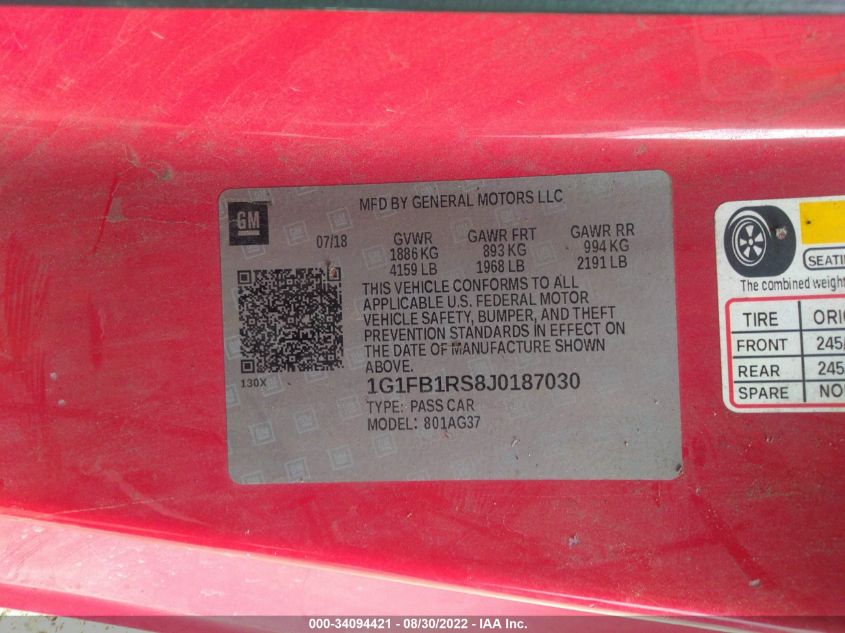 MFD BY GENERAL MOTORS LLC
GM
07/18
GVWR GAWR FRT GAWR RR
1886 KG 893 KG 994 KG
4159 LB 1968 LB 2191 LB
THIS VEHICLE CONFORMS TO ALL
APPLICABLE U.S. FEDERAL MOTOR
VEHICLE SAFETY, BUMPER, AND THEFT
PREVENTION STANDARDS IN EFFECT ON
THE DATE OF MANUFACTURE SHOWN
ABOVE.
130X
1G1FB1RS8J0187030
TYPE: PASS CAR
MODEL: 801AG37
SEATI
The combined weight
TIRE ORI
FRONT 245/
REAR 245
SPARE NO
000-34094421 - 08/30/2022 - IAA Inc.